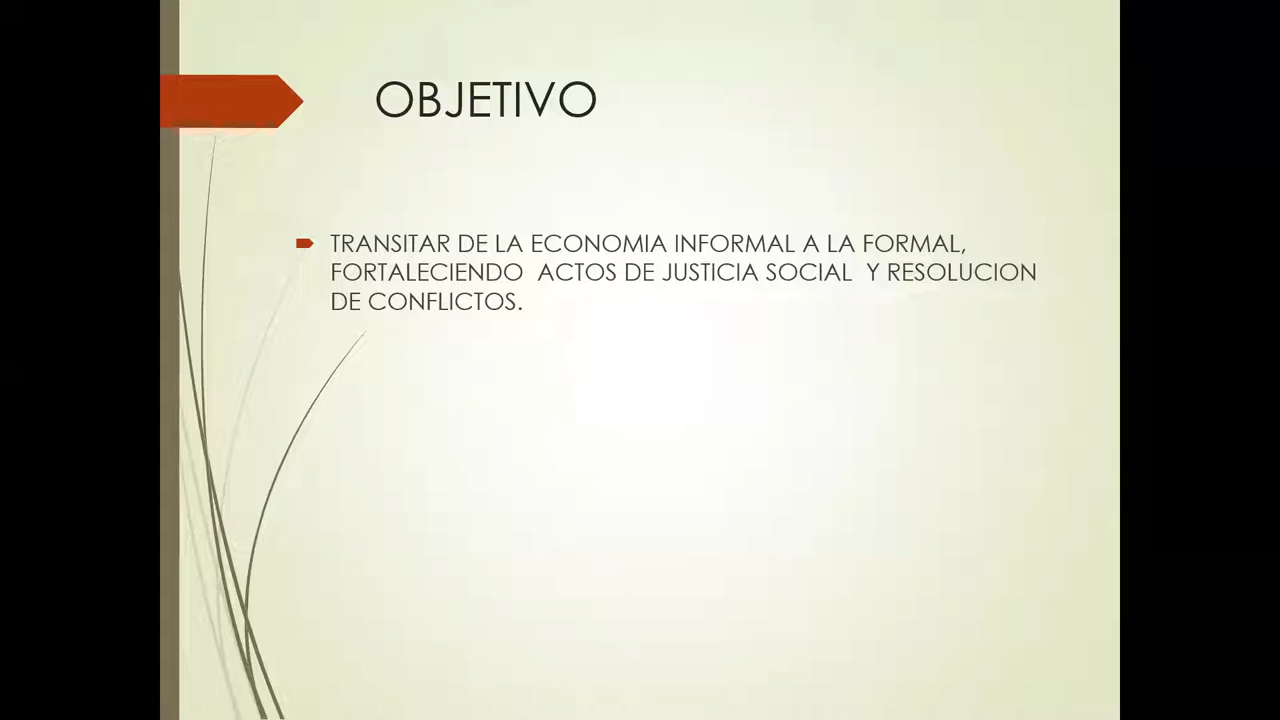 OBJETIVO
TRANSITAR DE LA ECONOMIA INFORMAL A LA FORMAL,
FORTALECIENDO  ACTOS DE JUSTICIA SOCIAL  Y RESOLUCION
DE CONFLICTOS.